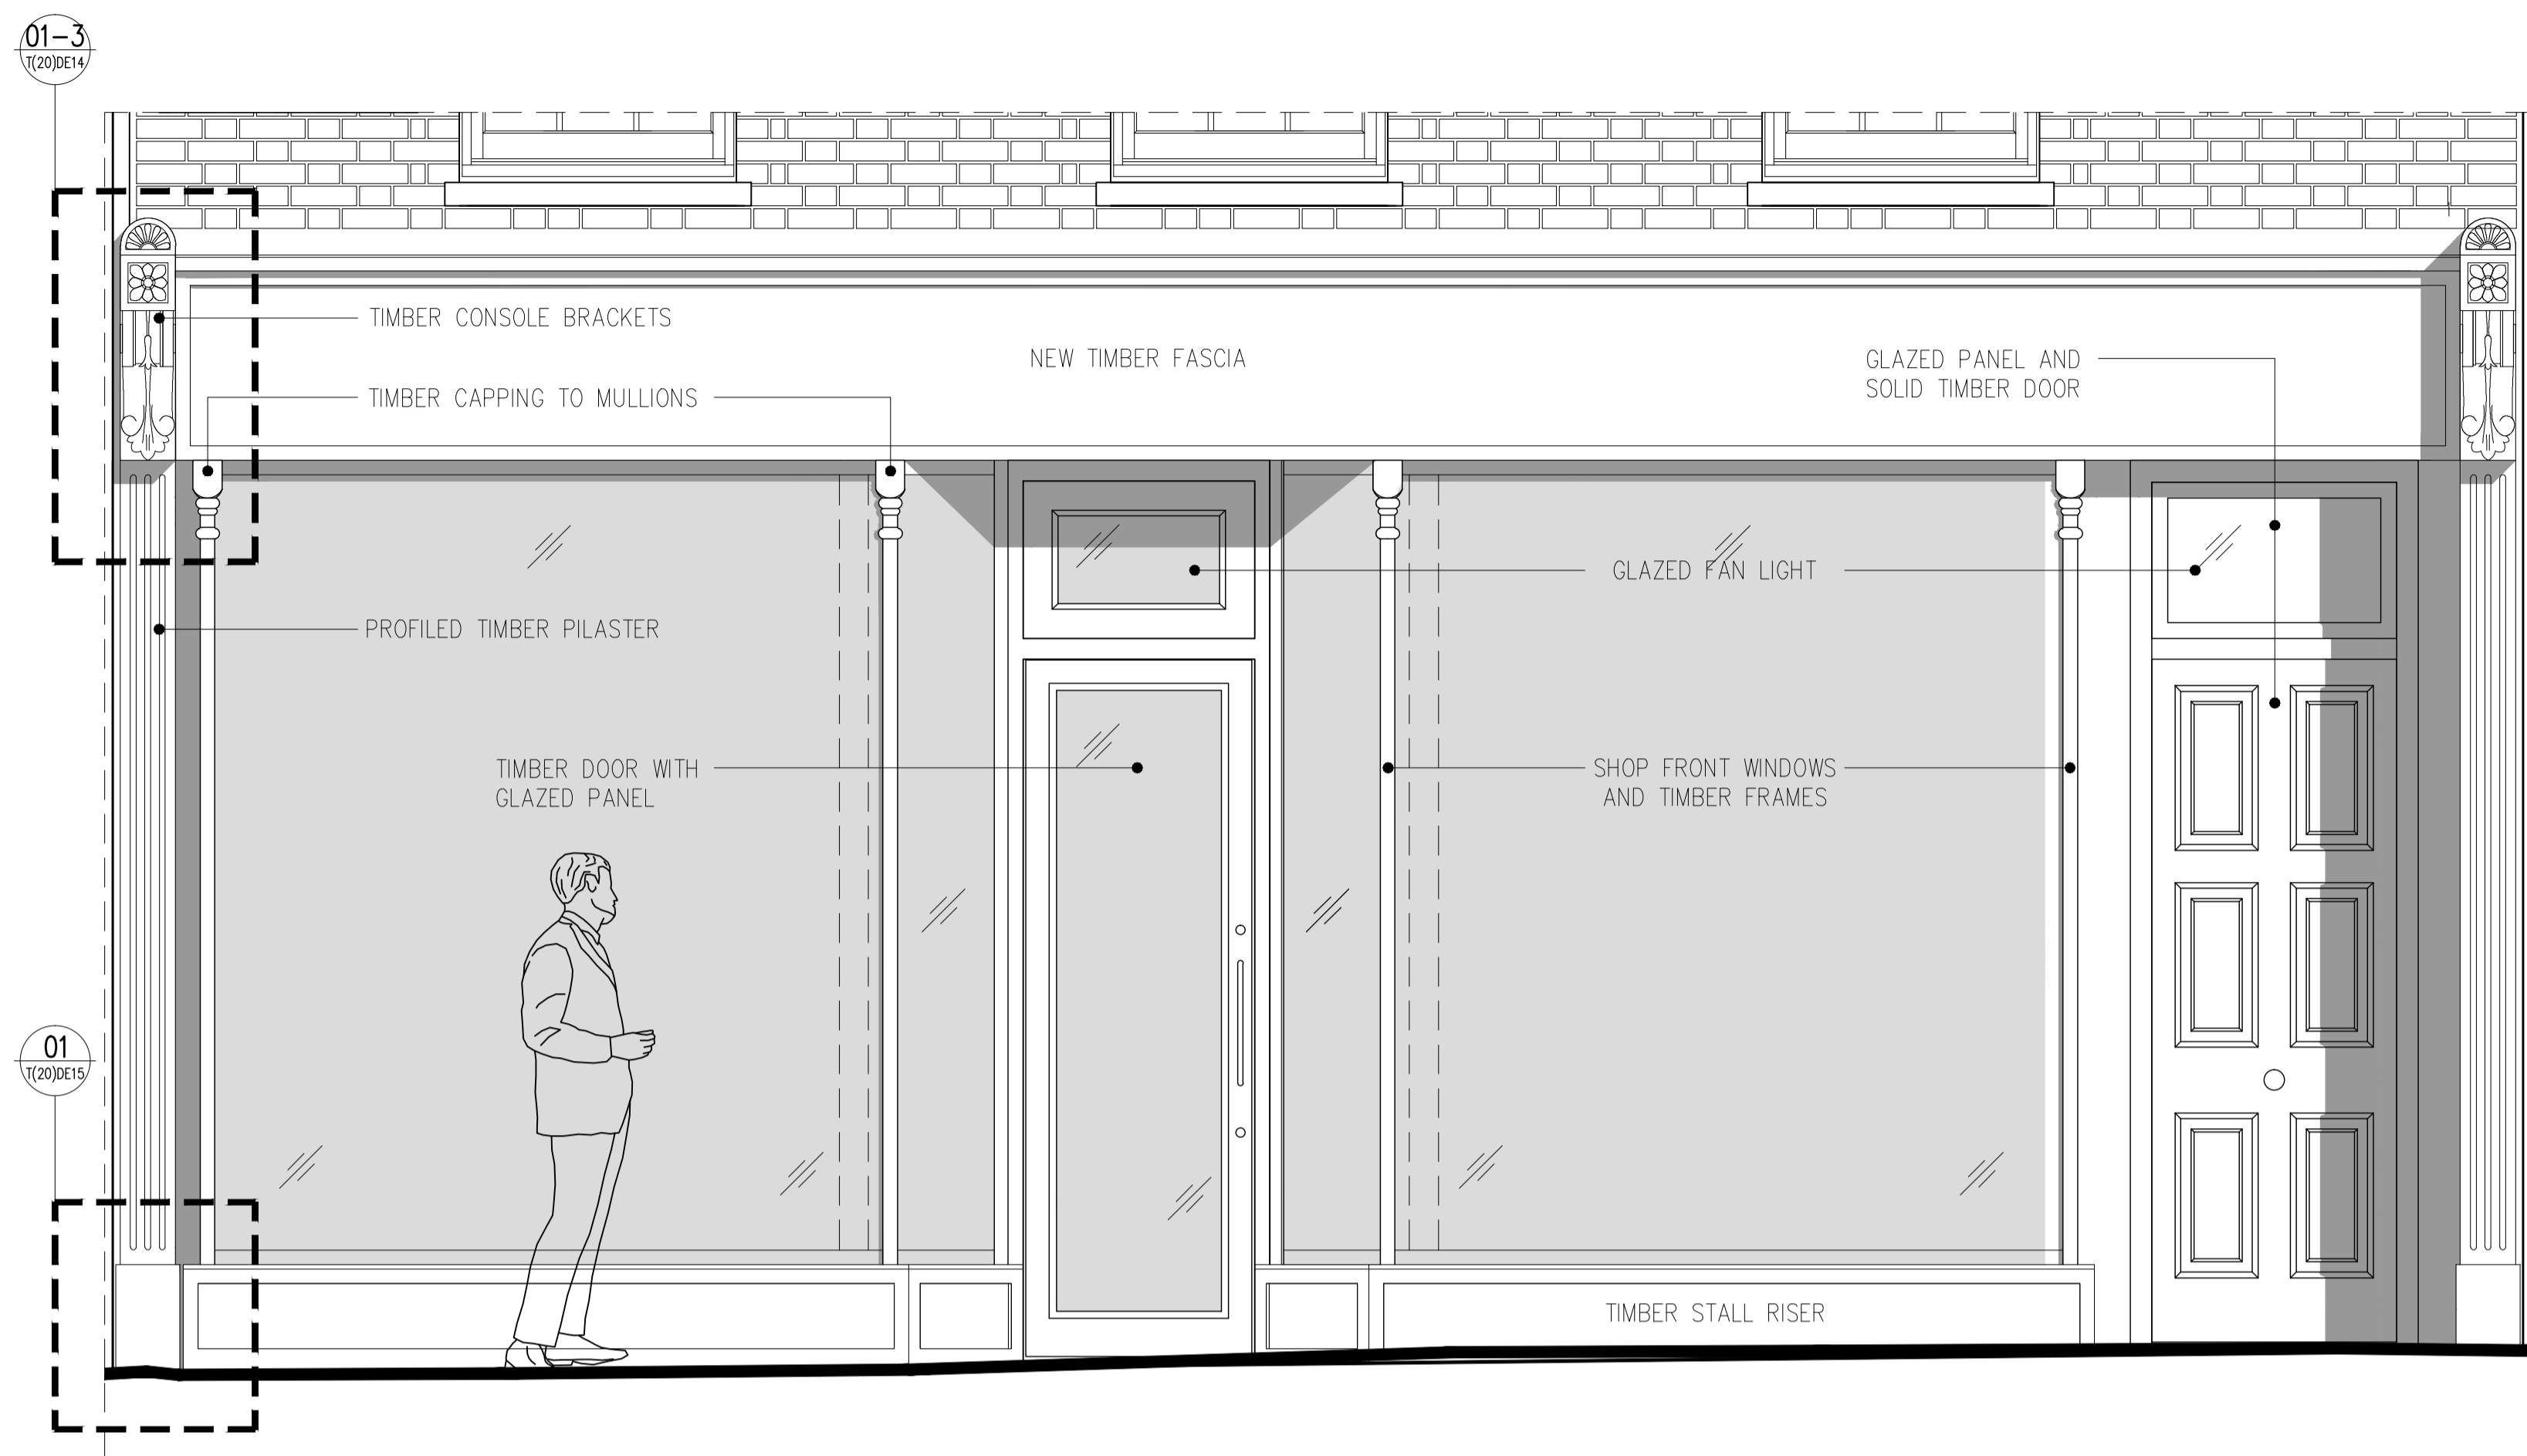 01-3
T(20)DE14
TIMBER CONSOLE BRACKETS
NEW TIMBER FASCIA
GLAZED PANEL AND
SOLID TIMBER DOOR
TIMBER CAPPING TO MULLIONS
GLAZED FAN LIGHT
PROFILED TIMBER PILASTER
TIMBER DOOR WITH
GLAZED PANEL
SHOP FRONT WINDOWS
AND TIMBER FRAMES
01
T(20)DE15
TIMBER STALL RISER